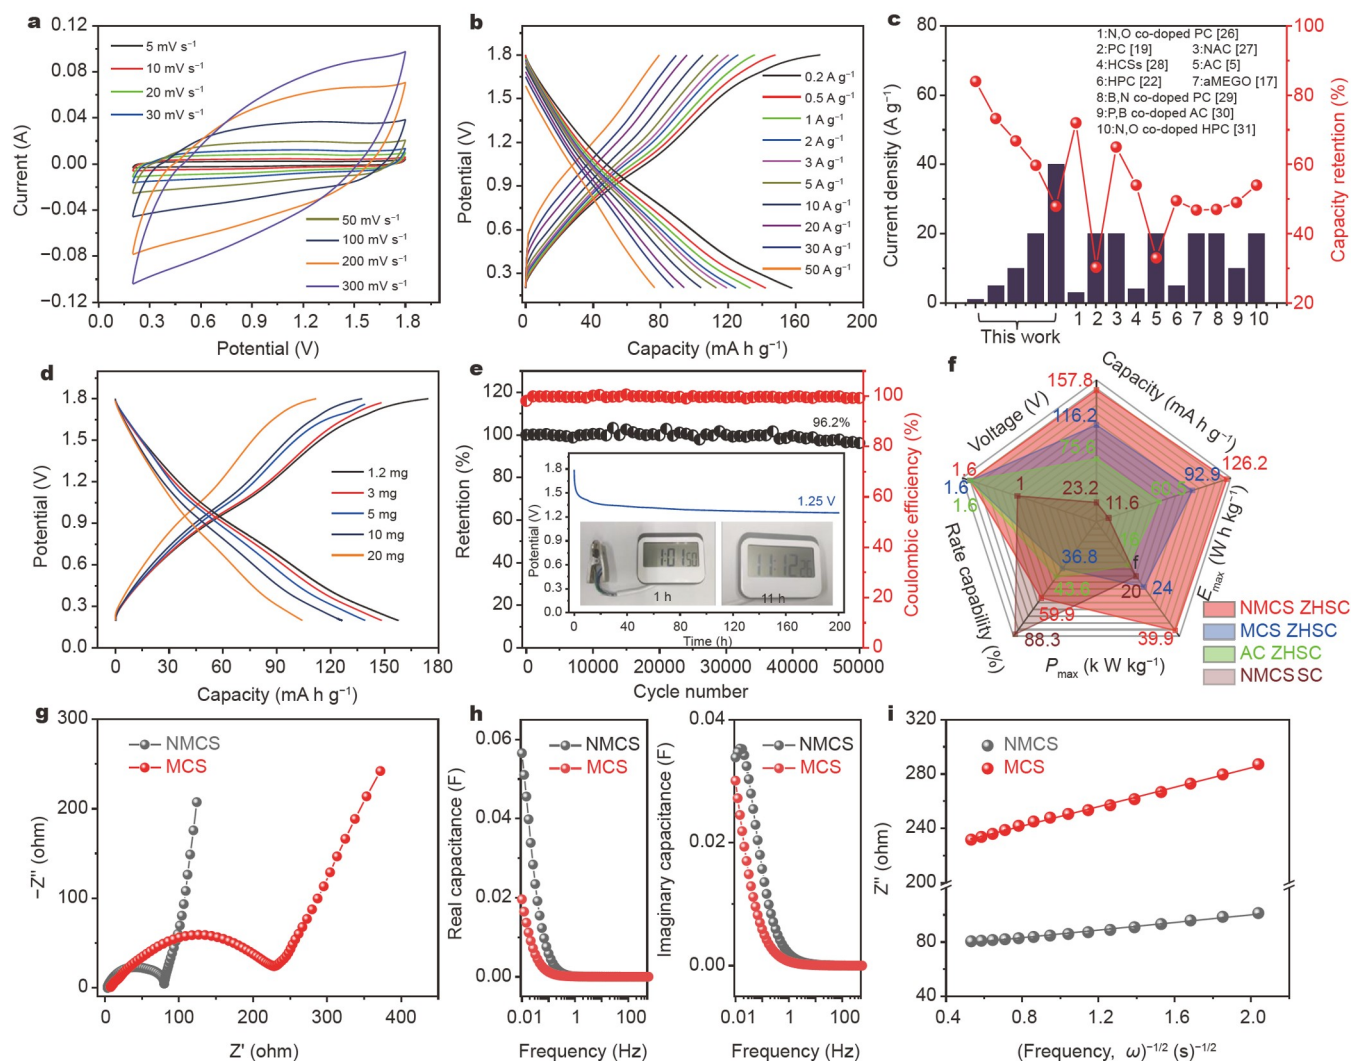 a
0.12
0.08
0.04
0.00
−0.04
−0.08
−0.12
Current (A)
5 mV s⁻¹
10 mV s⁻¹
20 mV s⁻¹
30 mV s⁻¹
50 mV s⁻¹
100 mV s⁻¹
200 mV s⁻¹
300 mV s⁻¹
0.0 0.3 0.6 0.9 1.2 1.5 1.8
Potential (V)
b
1.8
1.5
1.2
0.9
0.6
0.3
Potential (V)
0.2 A g⁻¹
0.5 A g⁻¹
1 A g⁻¹
2 A g⁻¹
3 A g⁻¹
5 A g⁻¹
10 A g⁻¹
20 A g⁻¹
30 A g⁻¹
50 A g⁻¹
0 40 80 120 160 200
Capacity (mA h g⁻¹)
c
80
60
40
20
0
Current density (A g⁻¹)
1:N,O co-doped PC [26]
2:PC [19] 3:NAC [27]
4:HCSs [28] 5:AC [5]
6:HPC [22] 7:aMEGO [17]
8:B,N co-doped PC [29]
9:P,B co-doped AC [30]
10:N,O co-doped HPC [31]
100
80
60
40
20
Capacity retention (%)
1 2 3 4 5 6 7 8 9 10
This work
d
1.8
1.5
1.2
0.9
0.6
0.3
Potential (V)
1.2 mg
3 mg
5 mg
10 mg
20 mg
0 30 60 90 120 150 180
Capacity (mA h g⁻¹)
e
120
100
80
60
40
20
0
Retention (%)
96.2%
1.8
1.5
1.2
0.9
0.6
0.3
0.0
Potential (V)
1.25 V
1:01 50
1 h
11:12 26
11 h
0 40 80 120 160 200
Time (h)
100
80
60
40
20
0
Coulombic efficiency (%)
0 10000 20000 30000 40000 50000
Cycle number
f
Capacity (mA h g⁻¹)
157.8
116.2
23.2
Voltage (V)
1.6
1.6
1.6
1
126.2
92.9
11.6
E max (W h kg⁻¹)
Rate capability (%)
36.8
43.6
59.9
88.3
f
20
24
39.9
P max (k W kg⁻¹)
NMCS ZHSC
MCS ZHSC
AC ZHSC
NMCS SC
g
300
200
100
0
−Z'' (ohm)
NMCS
MCS
0 100 200 300 400
Z' (ohm)
h
0.06
0.04
0.02
0.00
Real capacitance (F)
NMCS
MCS
0.01 1 100
Frequency (Hz)
0.04
0.02
0.00
Imaginary capacitance (F)
NMCS
MCS
0.01 1 100
Frequency (Hz)
i
320
280
240
200
80
40
Z'' (ohm)
NMCS
MCS
0.4 0.8 1.2 1.6 2.0
(Frequency, ω)⁻¹/² (s)⁻¹/²